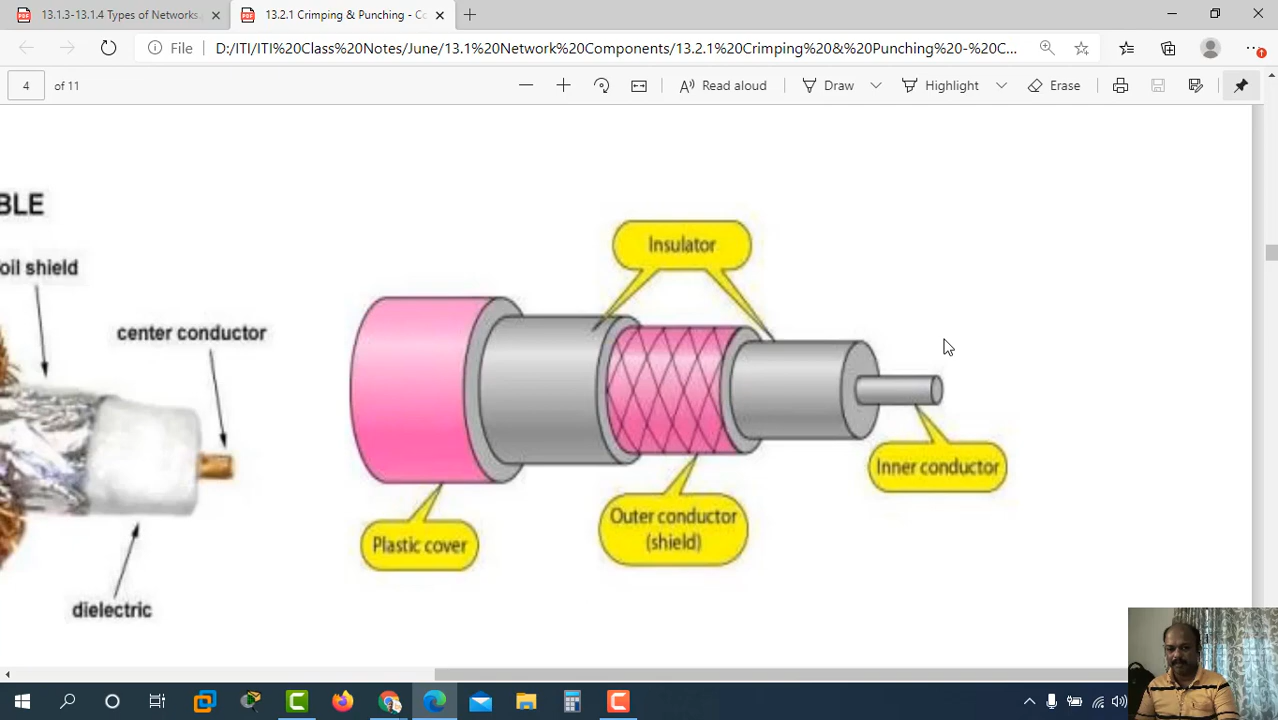 13.1.3-13.1.4 Types of Networks
13.2.1 Crimping & Punching - Co
File
D:/ITI/ITI%20Class%20Notes/June/13.1%20Network%20Components/13.2.1%20Crimping%20&%20Punching%20-%20C...
4
of 11
Read aloud
Draw
Highlight
Erase
BLE
oil shield
center conductor
dielectric
Insulator
Plastic cover
Outer conductor
(shield)
Inner conductor